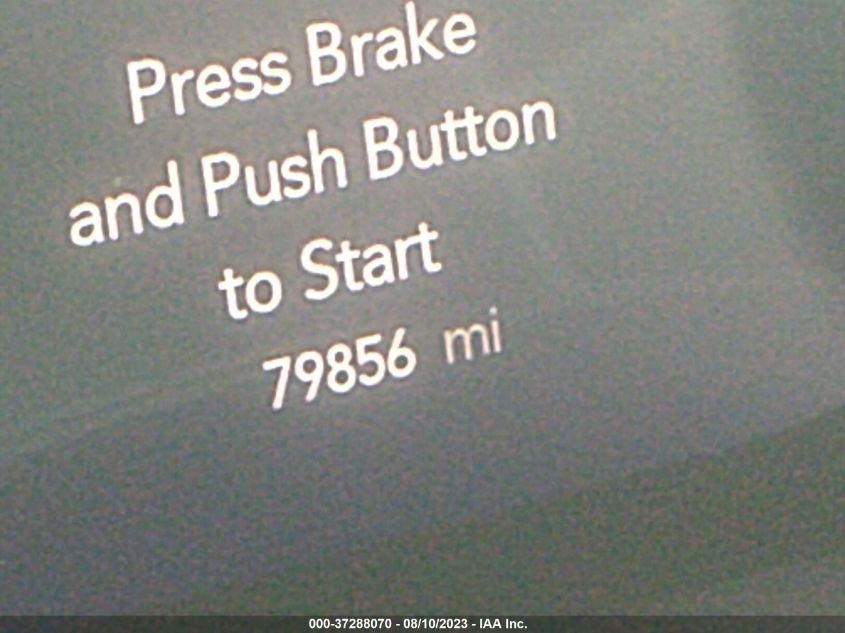 Press Brake
and Push Button
to Start
79856 mi
000-37288070 - 08/10/2023 - IAA Inc.